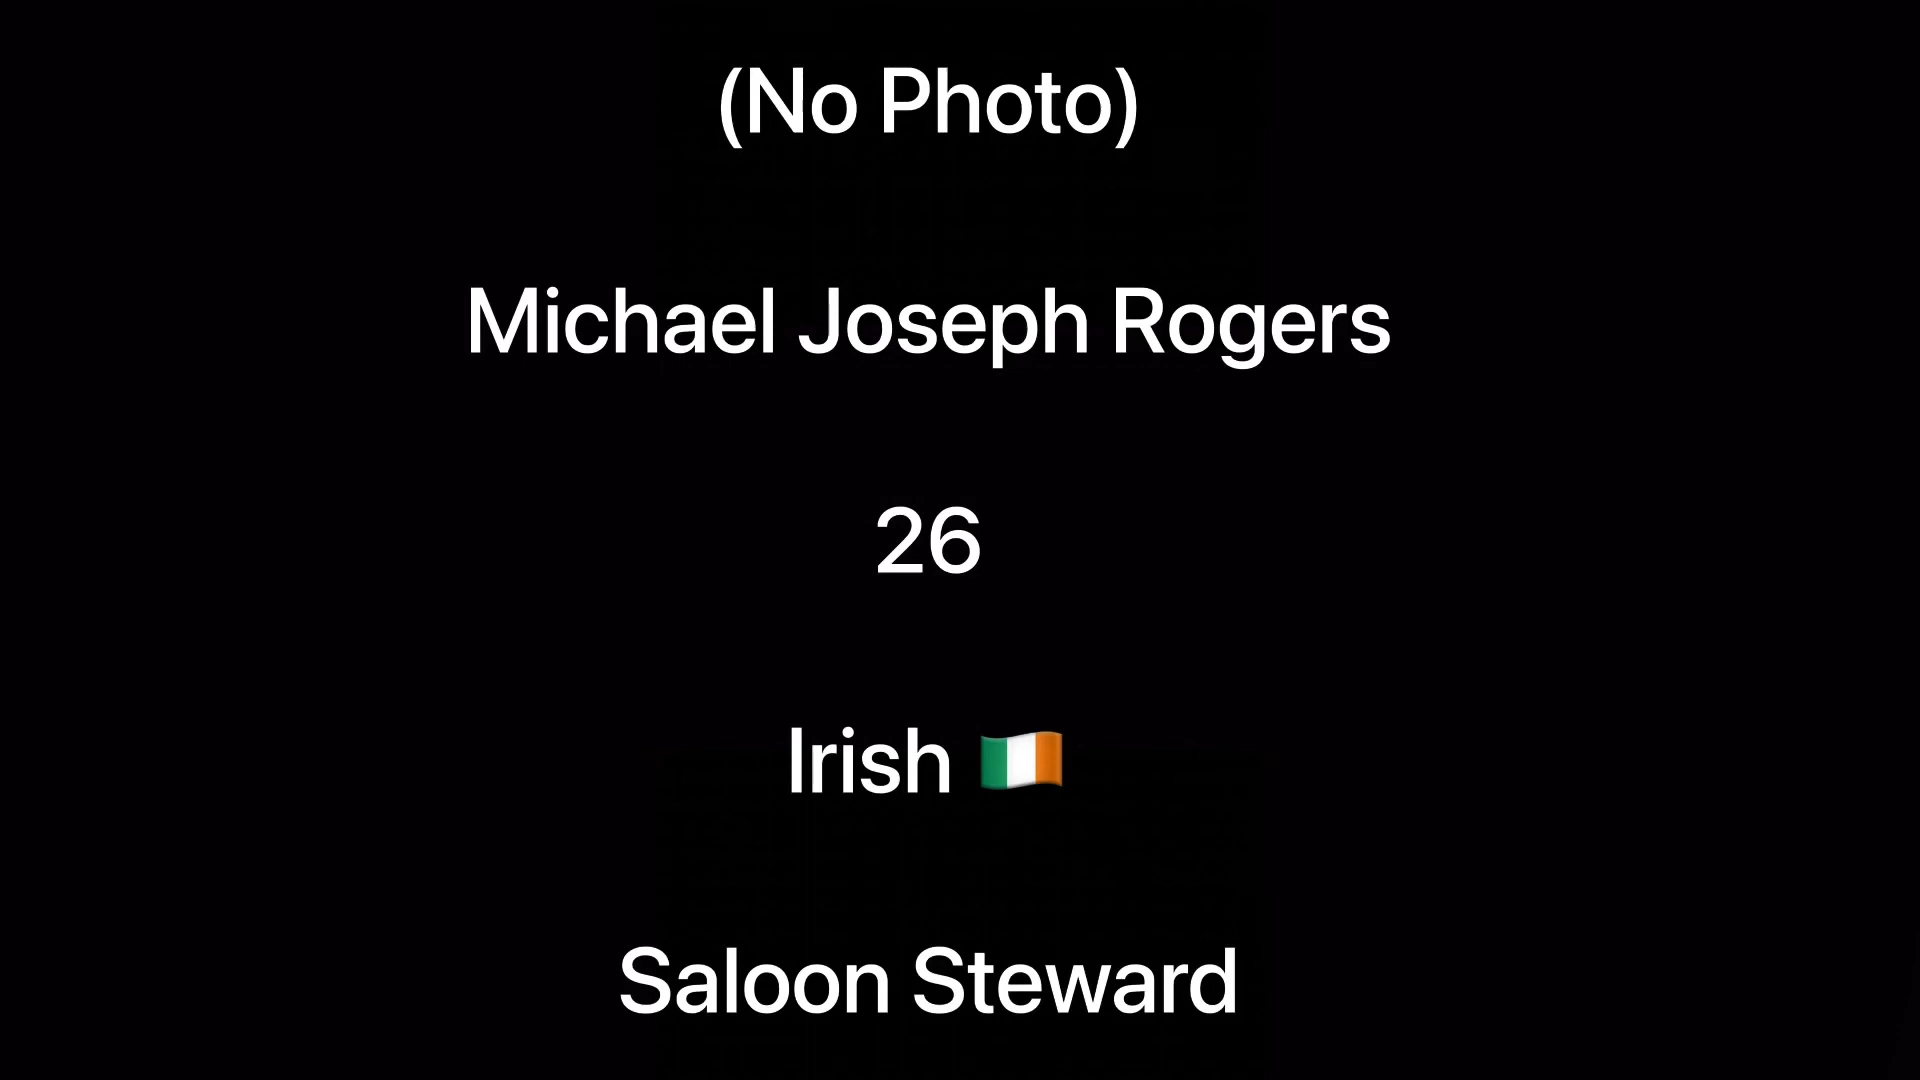 (No Photo)
Michael Joseph Rogers
26
Irish 🇮🇪
Saloon Steward